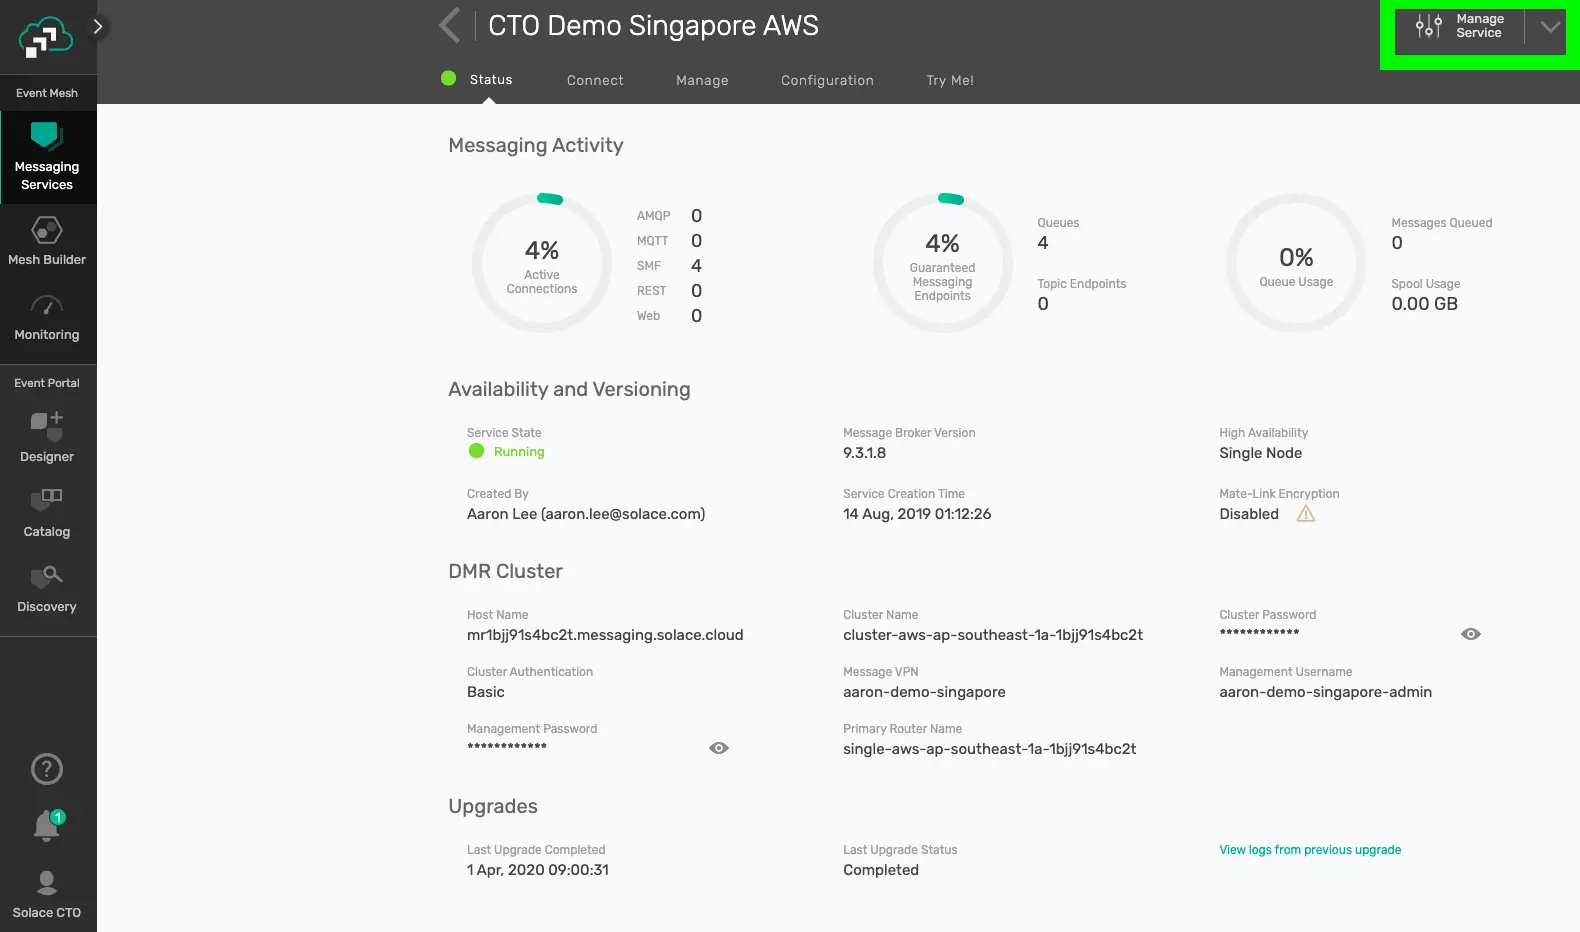 CTO Demo Singapore AWS
Manage
Service
Status
Connect
Manage
Configuration
Try Me!
Event Mesh
Messaging
Services
Mesh Builder
Monitoring
Event Portal
Designer
Catalog
Discovery
?
1
Solace CTO
Messaging Activity
4%
Active
Connections
AMQP 0
MQTT 0
SMF 4
REST 0
Web 0
4%
Guaranteed
Messaging
Endpoints
Queues
4
Topic Endpoints
0
0%
Queue Usage
Messages Queued
0
Spool Usage
0.00 GB
Availability and Versioning
Service State
Running
Message Broker Version
9.3.1.8
High Availability
Single Node
Created By
Aaron Lee (aaron.lee@solace.com)
Service Creation Time
14 Aug, 2019 01:12:26
Mate-Link Encryption
Disabled
DMR Cluster
Host Name
mr1bjj91s4bc2t.messaging.solace.cloud
Cluster Name
cluster-aws-ap-southeast-1a-1bjj91s4bc2t
Cluster Password
************
Cluster Authentication
Basic
Message VPN
aaron-demo-singapore
Management Username
aaron-demo-singapore-admin
Management Password
************
Primary Router Name
single-aws-ap-southeast-1a-1bjj91s4bc2t
Upgrades
Last Upgrade Completed
1 Apr, 2020 09:00:31
Last Upgrade Status
Completed
View logs from previous upgrade